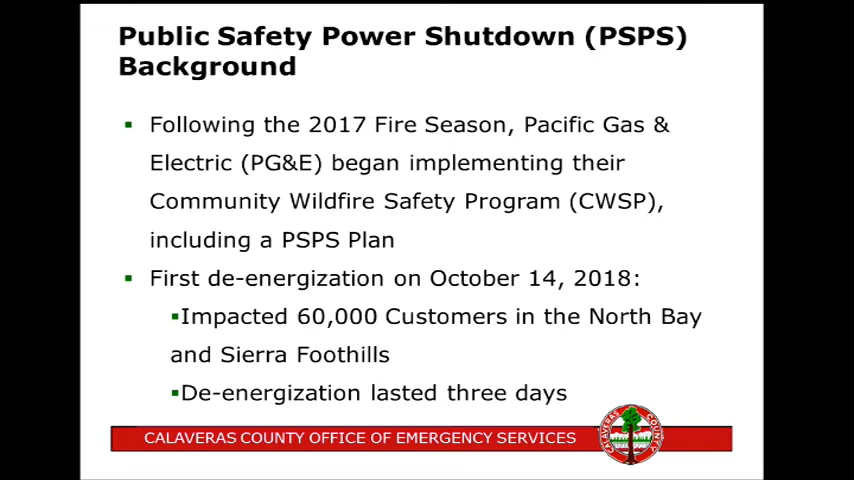 Public Safety Power Shutdown (PSPS)
Background
▪ Following the 2017 Fire Season, Pacific Gas &
Electric (PG&E) began implementing their
Community Wildfire Safety Program (CWSP),
including a PSPS Plan
▪ First de-energization on October 14, 2018:
▪Impacted 60,000 Customers in the North Bay
and Sierra Foothills
▪De-energization lasted three days
CALAVERAS COUNTY OFFICE OF EMERGENCY SERVICES
CALAVERAS COUNTY